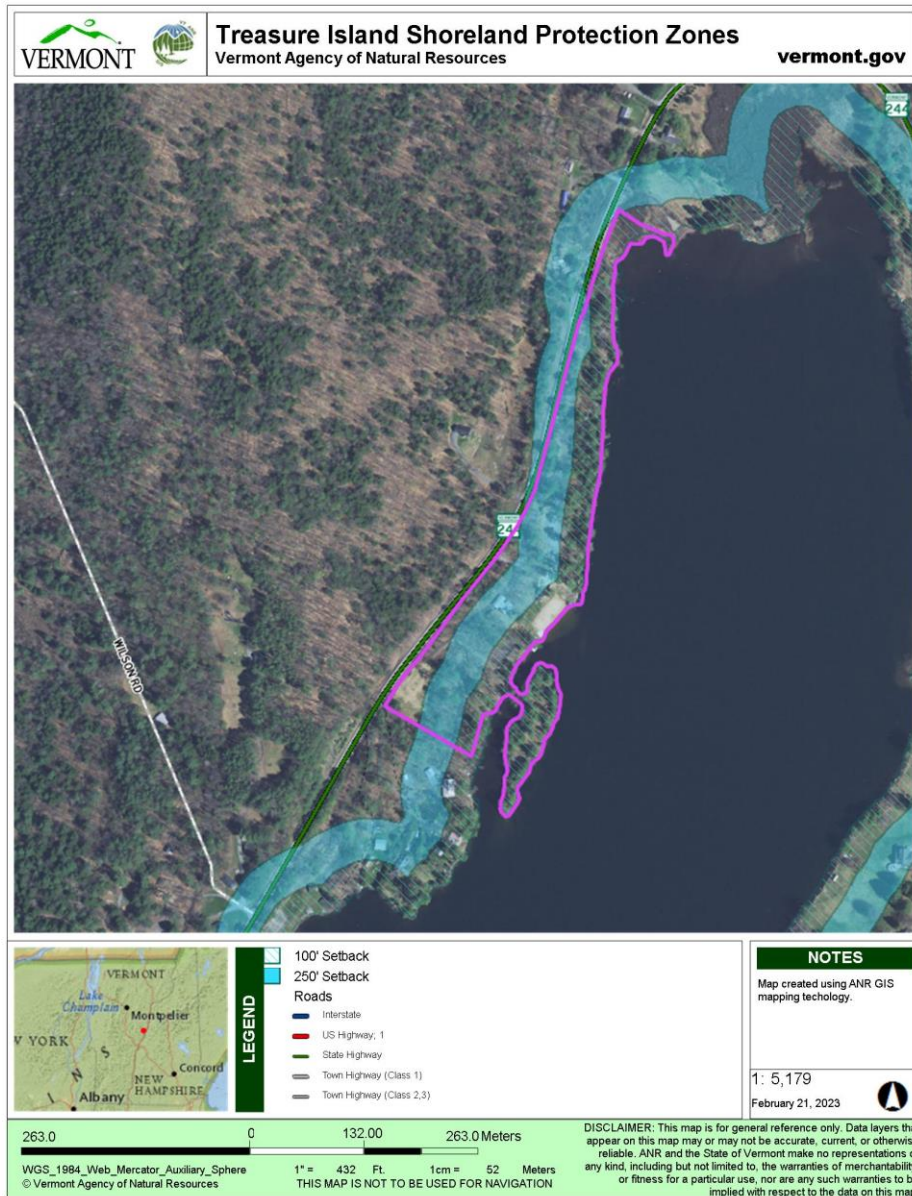 VERMONT
Treasure Island Shoreland Protection Zones
Vermont Agency of Natural Resources
vermont.gov
244
WILSON RD
LEGEND
100' Setback
250' Setback
Roads
Interstate
US Highway; 1
State Highway
Town Highway (Class 1)
Town Highway (Class 2,3)
VERMONT
Lake
Champlain
Montpelier
W YORK
Concord
NEW
HAMPSHIRE
Albany
NOTES
Map created using ANR GIS
mapping techology.
1: 5,179
February 21, 2023
263.0 0 132.00 263.0 Meters
WGS_1984_Web_Mercator_Auxiliary_Sphere 1" = 432 Ft. 1cm = 52 Meters
© Vermont Agency of Natural Resources THIS MAP IS NOT TO BE USED FOR NAVIGATION
DISCLAIMER: This map is for general reference only. Data layers tha
appear on this map may or may not be accurate, current, or otherwis
reliable. ANR and the State of Vermont make no representations o
any kind, including but not limited to, the warranties of merchantability
or fitness for a particular use, nor are any such warranties to b
implied with respect to the data on this map